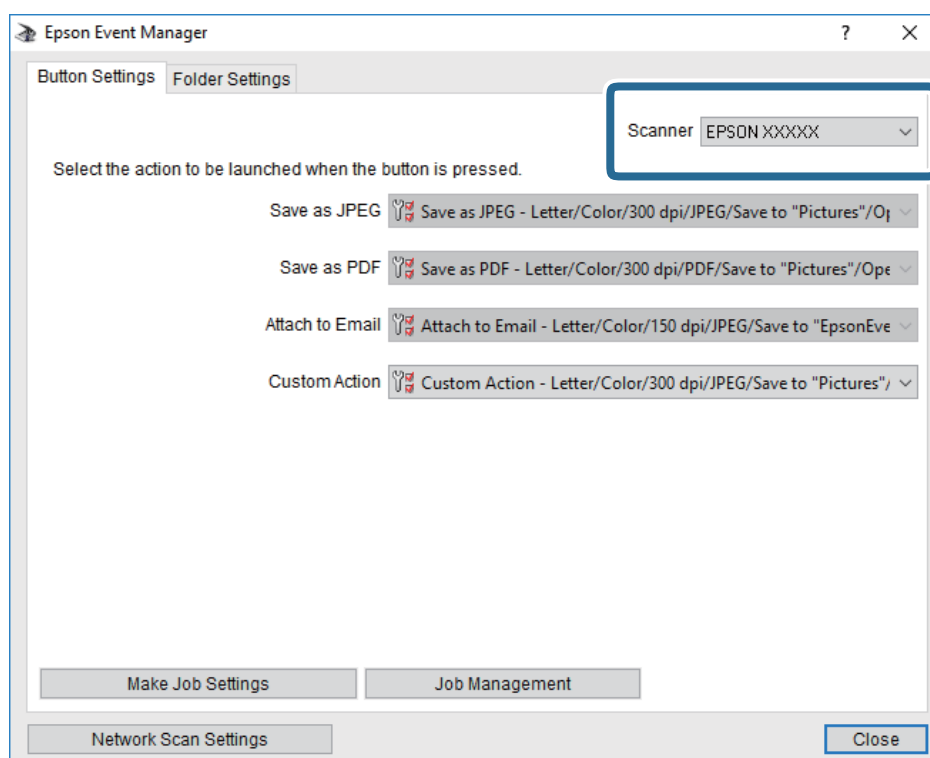 Epson Event Manager ? X
Button Settings Folder Settings
Scanner EPSON XXXXX
Select the action to be launched when the button is pressed.
Save as JPEG Save as JPEG - Letter/Color/300 dpi/JPEG/Save to "Pictures"/Op
Save as PDF Save as PDF - Letter/Color/300 dpi/PDF/Save to "Pictures"/Ope
Attach to Email Attach to Email - Letter/Color/150 dpi/JPEG/Save to "EpsonEve
Custom Action Custom Action - Letter/Color/300 dpi/JPEG/Save to "Pictures"/
Make Job Settings Job Management
Network Scan Settings Close